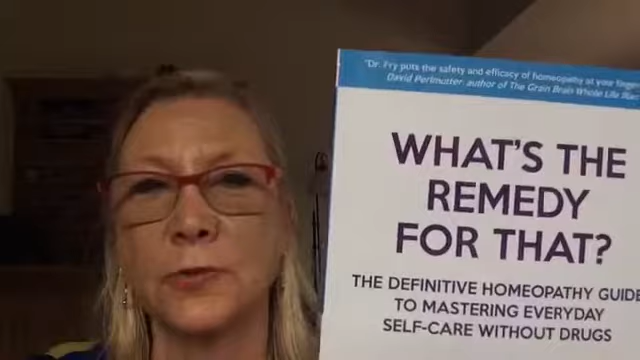 "Dr. Fry puts the safety and efficacy of homeopathy at your
David Perlmutter, author of The Grain Brain Whole Life
WHAT'S THE
REMEDY
FOR THAT?
THE DEFINITIVE HOMEOPATHY GUIDE
TO MASTERING EVERYDAY
SELF-CARE WITHOUT DRUGS